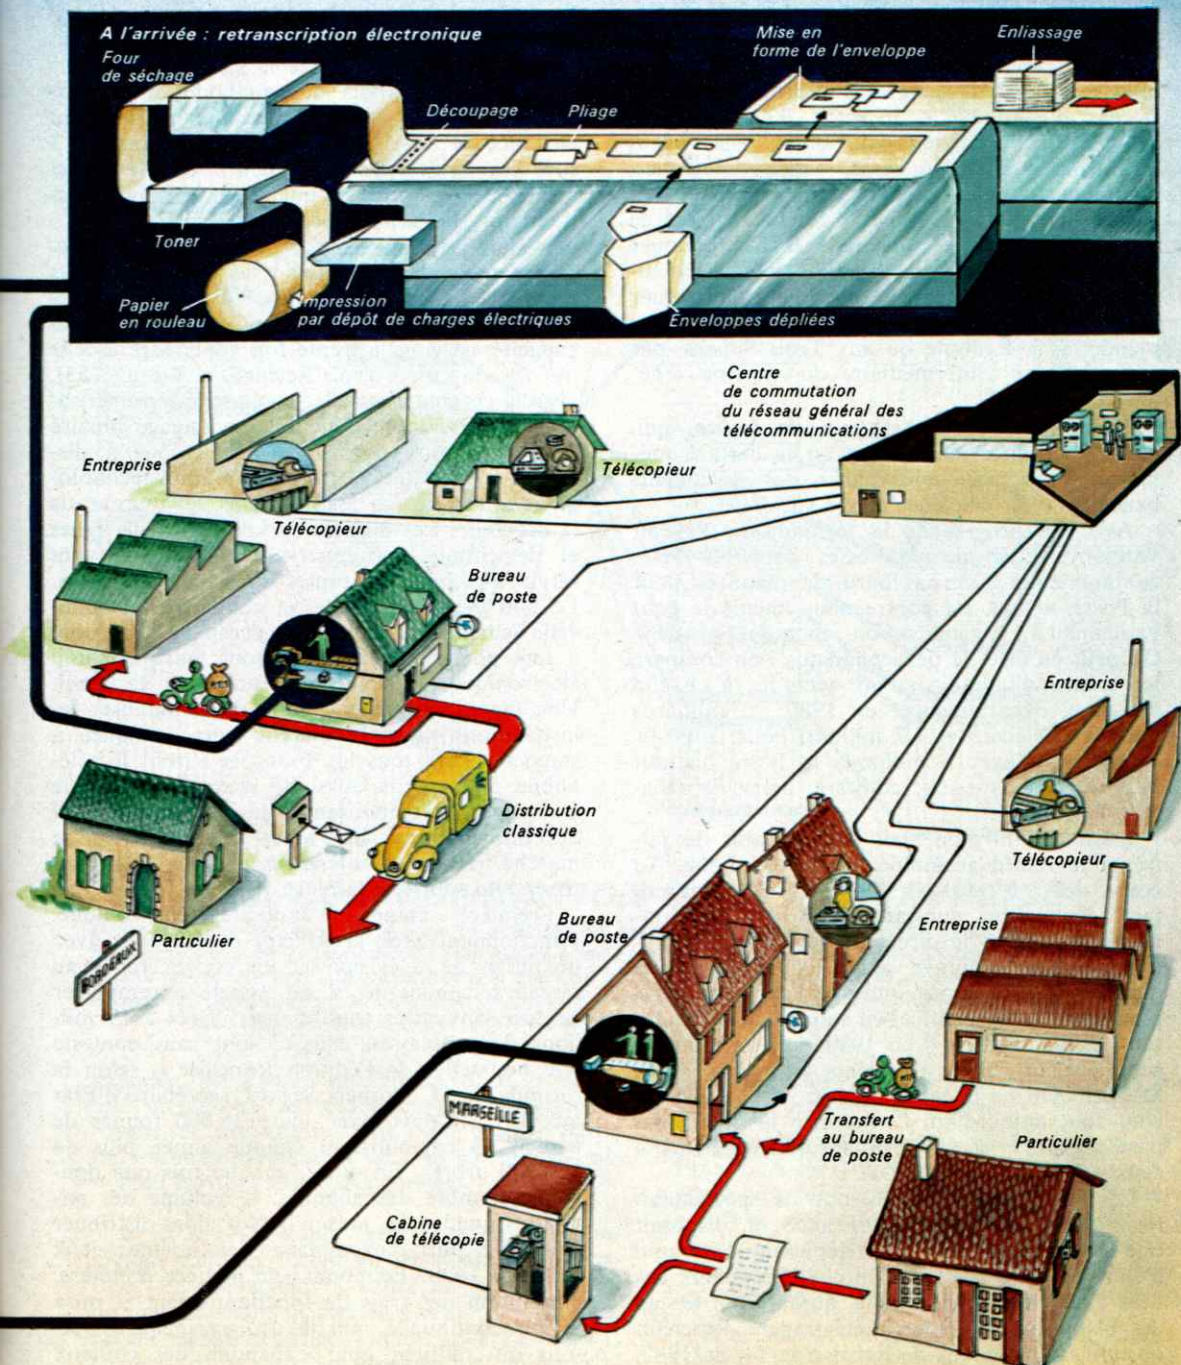 A l'arrivée : retranscription électronique
Four
de séchage
Mise en
forme de l'enveloppe
Enliassage
Découpage
Pliage
Toner
Papier
en rouleau
Impression
par dépôt de charges électriques
Enveloppes dépliées
Centre
de commutation
du réseau général des
télécommunications
Entreprise
Télécopieur
Télécopieur
Bureau
de poste
Entreprise
Distribution
classique
Télécopieur
Particulier
Bureau
de poste
Entreprise
BORDEAUX
MARSEILLE
Transfert
au bureau
de poste
Particulier
Cabine
de télécopie